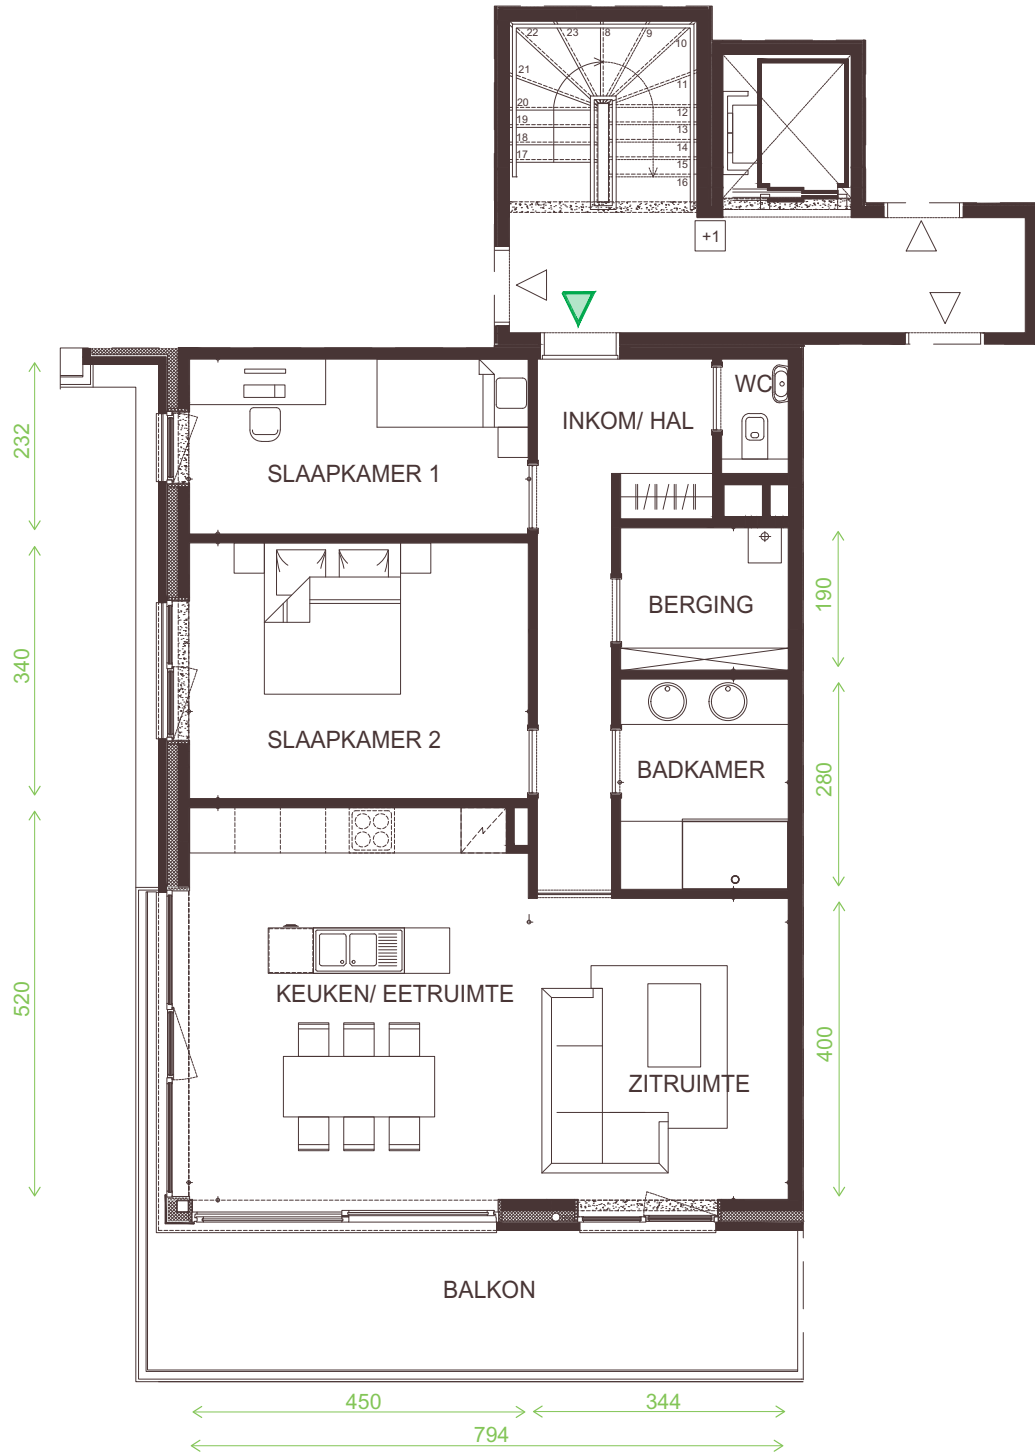 22 23 8 9 10
21 11
20 12
19 13
18 14
17 15
16
+1
WC
INKOM/ HAL
232
SLAAPKAMER 1
190
BERGING
340
SLAAPKAMER 2
BADKAMER
280
520
KEUKEN/ EETRUIMTE
400
ZITRUIMTE
BALKON
450 344
794